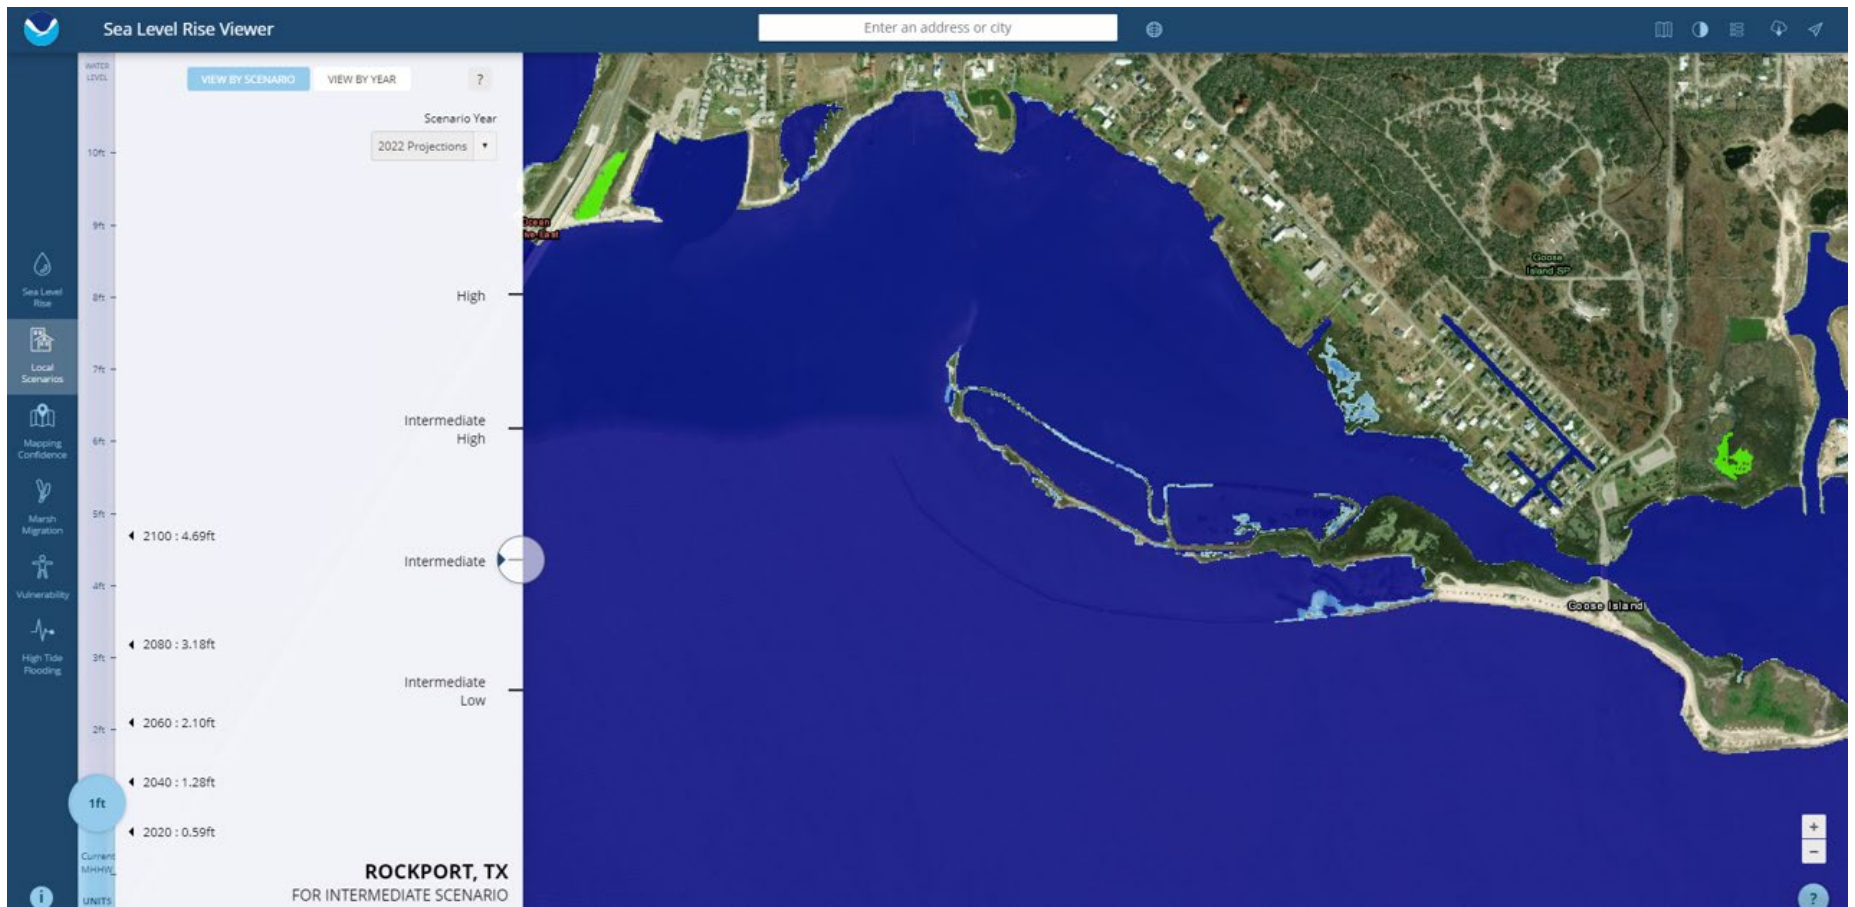 Sea Level Rise Viewer
Enter an address or city
WATER
LEVEL
VIEW BY SCENARIO
VIEW BY YEAR
?
Scenario Year
2022 Projections
10ft
9ft
8ft
7ft
6ft
5ft
4ft
3ft
2ft
1ft
Current
MHHW
UNITS
Sea Level
Rise
Local
Scenarios
Mapping
Confidence
Marsh
Migration
Vulnerability
High Tide
Flooding
i
High
Intermediate
High
Intermediate
Intermediate
Low
2100 : 4.69ft
2080 : 3.18ft
2060 : 2.10ft
2040 : 1.28ft
2020 : 0.59ft
ROCKPORT, TX
FOR INTERMEDIATE SCENARIO
Goose
Island SP
Goose Island
+
−
?